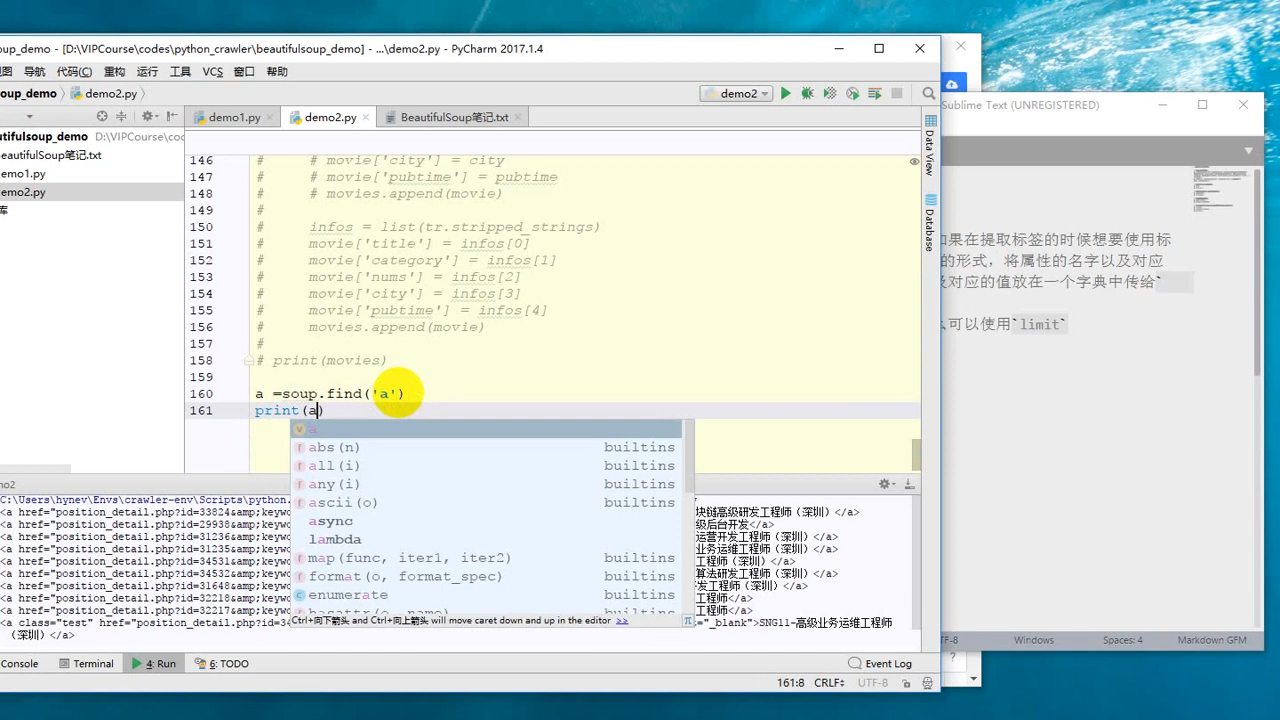 oup_demo - [D:\VIPCourse\codes\python_crawler\beautifulsoup_demo] - ...\demo2.py - PyCharm 2017.1.4
图 导航 代码(C) 重构 运行 工具 VCS 窗口 帮助
oup_demo demo2.py demo2
demo1.py demo2.py BeautifulSoup笔记.txt
utifulsoup_demo D:\VIPCourse\cod
eautifulSoup笔记.txt
emo1.py
emo2.py
库
146 # # movie['city'] = city
147 # # movie['pubtime'] = pubtime
148 # # movies.append(movie)
149 #
150 # infos = list(tr.stripped_strings)
151 # movie['title'] = infos[0]
152 # movie['category'] = infos[1]
153 # movie['nums'] = infos[2]
154 # movie['city'] = infos[3]
155 # movie['pubtime'] = infos[4]
156 # movies.append(movie)
157 #
158 # print(movies)
159
160 a =soup.find('a')
161 print(a)
a
abs(n) builtins
all(i) builtins
any(i) builtins
ascii(o) builtins
async
lambda
map(func, iter1, iter2) builtins
format(o, format_spec) builtins
enumerate builtins
hasattr(o, name) builtins
Ctrl+向下箭头 and Ctrl+向上箭头 will move caret down and up in the editor >> π
Data View
Database
mo2
C:\Users\hynev\Envs\crawler-env\Scripts\python.
<a href="position_detail.php?id=33824&amp;keywo 块链高级研发工程师（深圳）</a>
<a href="position_detail.php?id=29938&amp;keywo 级后台开发</a>
<a href="position_detail.php?id=31236&amp;keywo 运营开发工程师（深圳）</a>
<a href="position_detail.php?id=31235&amp;keywo 业务运维工程师（深圳）</a>
<a href="position_detail.php?id=34531&amp;keywo 工程师（深圳）</a>
<a href="position_detail.php?id=34532&amp;keywo 算法研发工程师（深圳）</a>
<a href="position_detail.php?id=31648&amp;keywo 发工程师（深圳）</a>
<a href="position_detail.php?id=32218&amp;keywo 工程师</a>
<a href="position_detail.php?id=32217&amp;keywo 工程师</a>
<a class="test" href="position_detail.php?id=34 ="_blank">SNG11-高级业务运维工程师
（深圳）</a>
Console Terminal 4: Run 6: TODO Event Log
161:8 CRLF UTF-8
Sublime Text (UNREGISTERED)
如果在提取标签的时候想要使用标
的形式，将属性的名字以及对应
及对应的值放在一个字典中传给`
可以使用`limit`
TF-8 Windows Spaces: 4 Markdown GFM
?